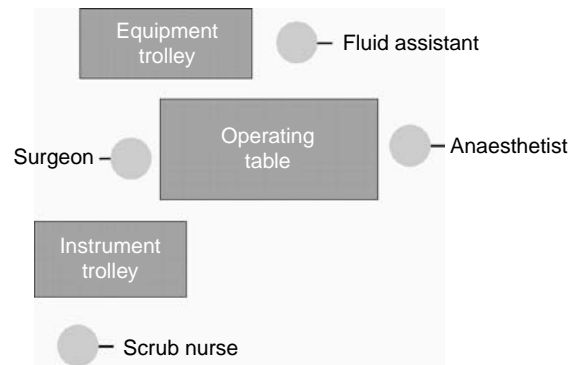 Equipment
trolley
Fluid assistant
Operating
table
Surgeon
Anaesthetist
Instrument
trolley
Scrub nurse